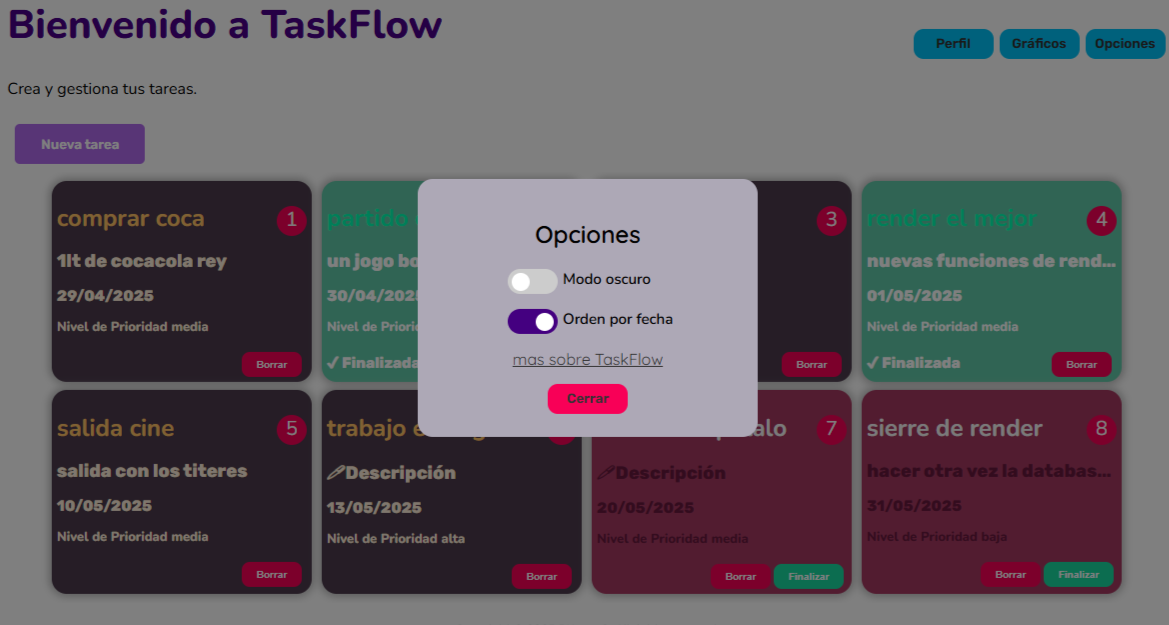 Bienvenido a TaskFlow
Perfil
Gráficos
Opciones
Crea y gestiona tus tareas.
Nueva tarea
comprar coca
1
1lt de cocacola rey
29/04/2025
Nivel de Prioridad media
Borrar
partido
un jogo
30/04/2025
Nivel de
✓ Finalizada
3
Borrar
render el mejor
4
nuevas funciones de rend...
01/05/2025
Nivel de Prioridad media
✓ Finalizada
Borrar
Opciones
Modo oscuro
Orden por fecha
mas sobre TaskFlow
Cerrar
salida cine
5
salida con los titeres
10/05/2025
Nivel de Prioridad media
Borrar
trabajo
Descripción
13/05/2025
Nivel de Prioridad alta
Borrar
7
Descripción
20/05/2025
Nivel de Prioridad media
Borrar
Finalizar
sierre de render
8
hacer otra vez la databas...
31/05/2025
Nivel de Prioridad baja
Borrar
Finalizar